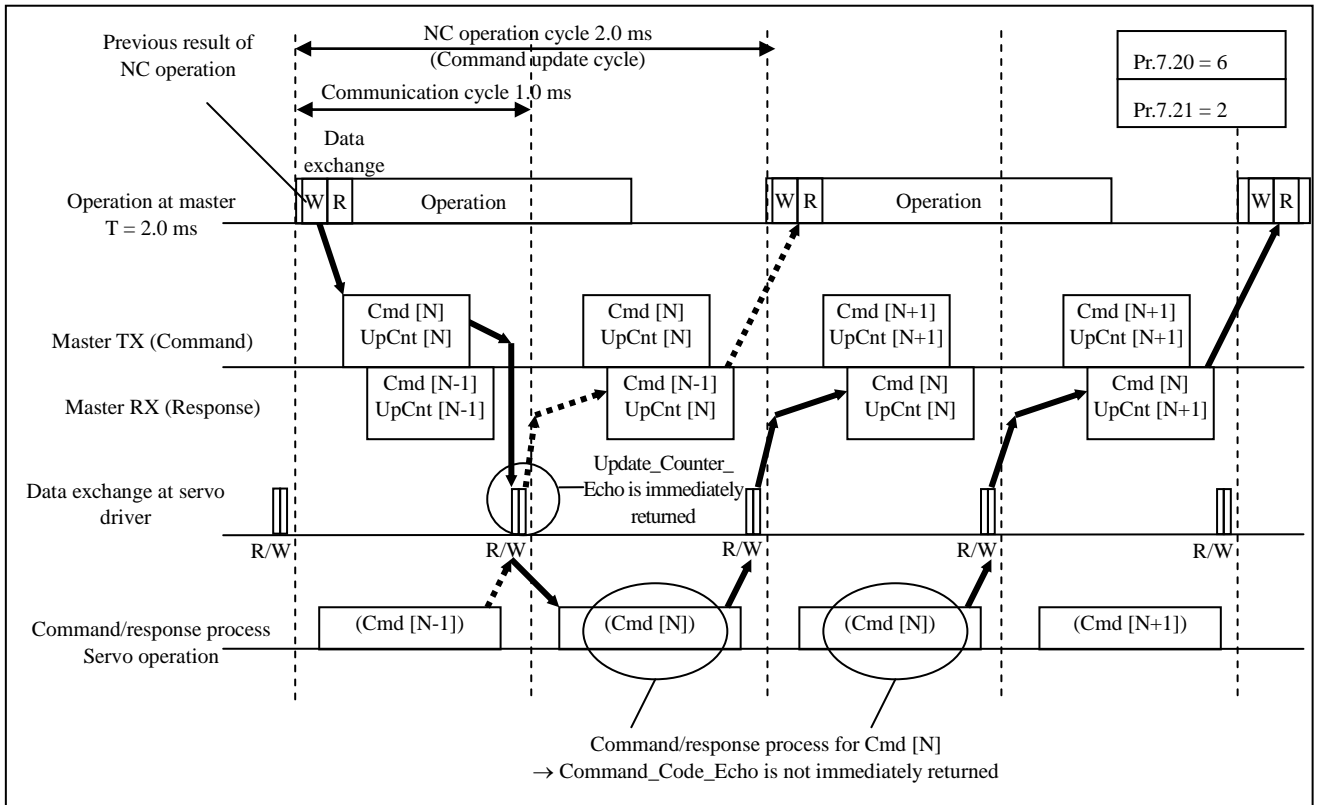 Previous result of
NC operation
NC operation cycle 2.0 ms
(Command update cycle)
Communication cycle 1.0 ms
Pr.7.20 = 6
Pr.7.21 = 2
Data
exchange
Operation at master
T = 2.0 ms
W R Operation
W R Operation
W R
Master TX (Command)
Cmd [N]
UpCnt [N]
Cmd [N]
UpCnt [N]
Cmd [N+1]
UpCnt [N+1]
Cmd [N+1]
UpCnt [N+1]
Master RX (Response)
Cmd [N-1]
UpCnt [N-1]
Cmd [N-1]
UpCnt [N]
Cmd [N]
UpCnt [N]
Cmd [N]
UpCnt [N+1]
Update_Counter_
Echo is immediately
returned
Data exchange at servo
driver
R/W R/W R/W R/W R/W
Command/response process
Servo operation
(Cmd [N-1]) (Cmd [N]) (Cmd [N]) (Cmd [N+1])
Command/response process for Cmd [N]
→ Command_Code_Echo is not immediately returned